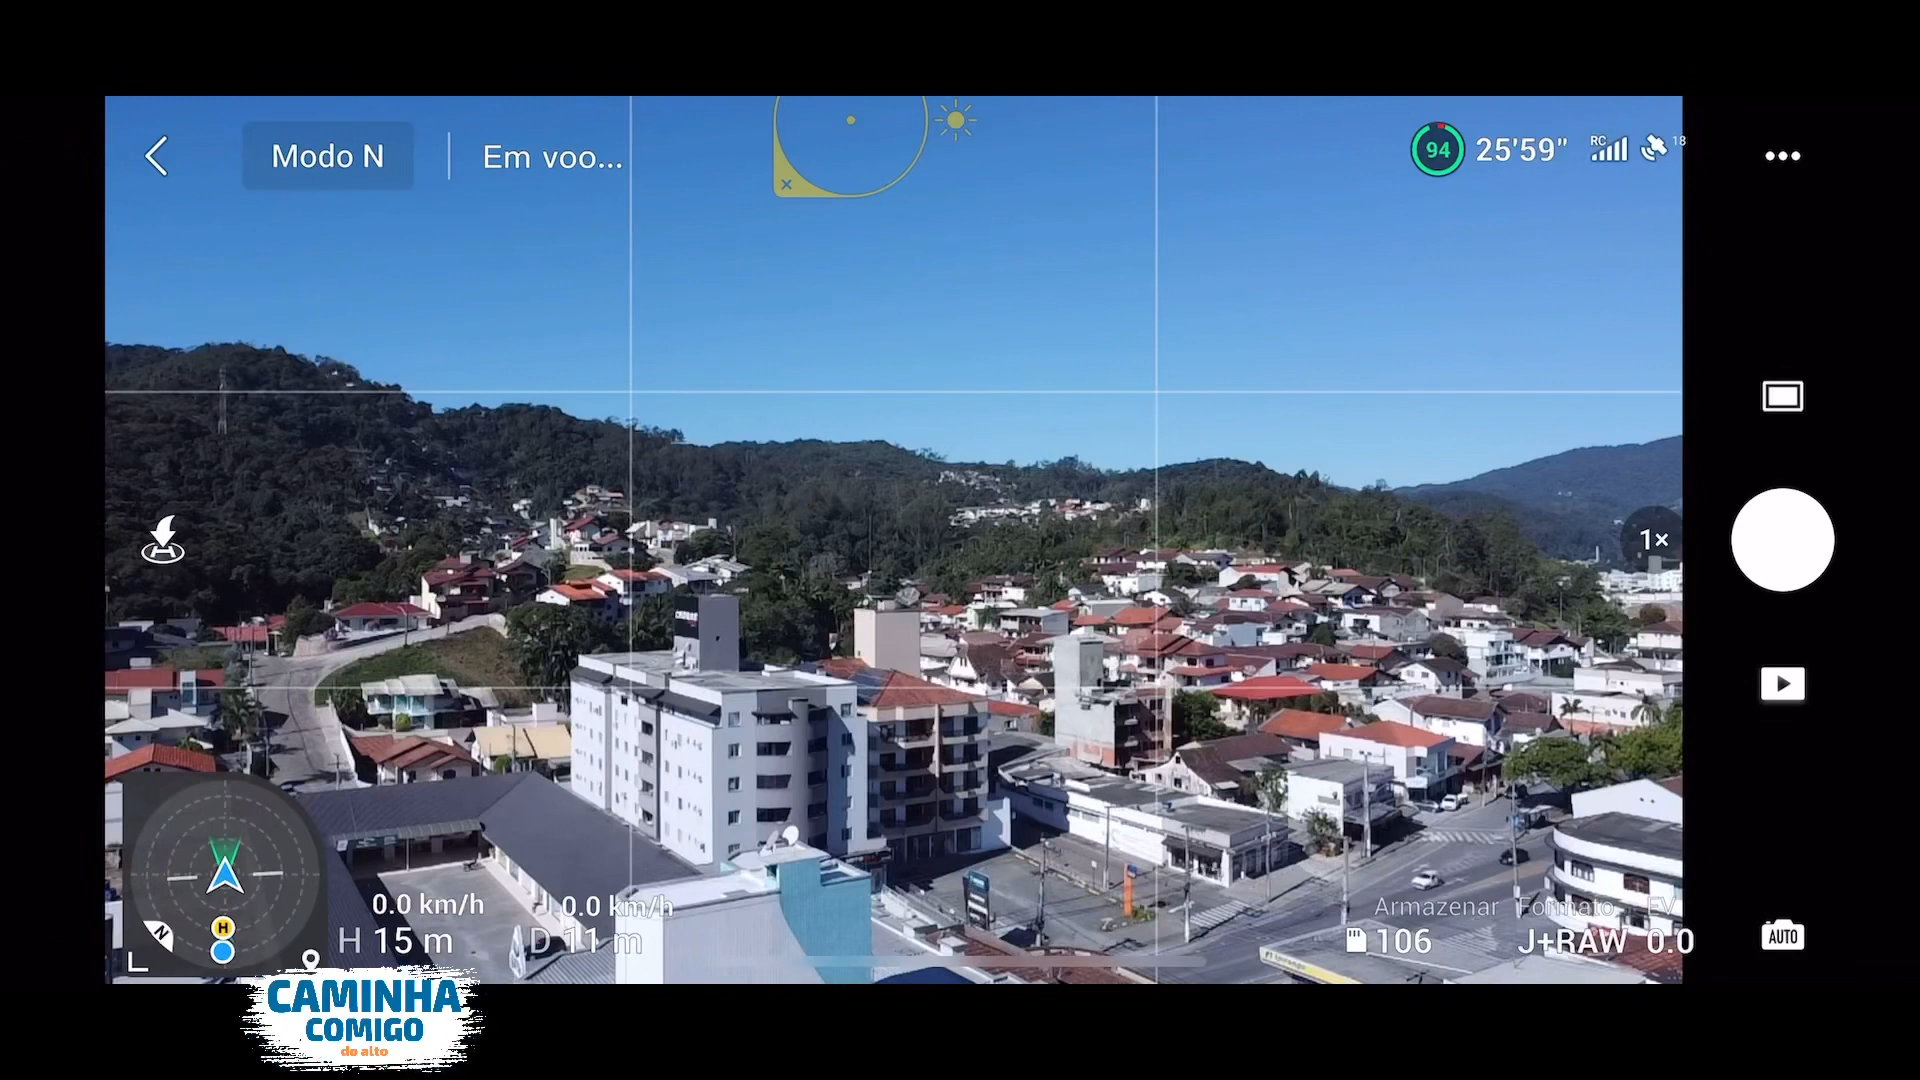 Modo N
Em voo...
94
25'59"
RC
18
1×
N
H
0.0 km/h
0.0 km/h
H 15 m
D 11 m
Armazenar
Formato
EV
106
J+RAW
0.0
AUTO
Ipiranga
CAMINHA
COMIGO
do alto